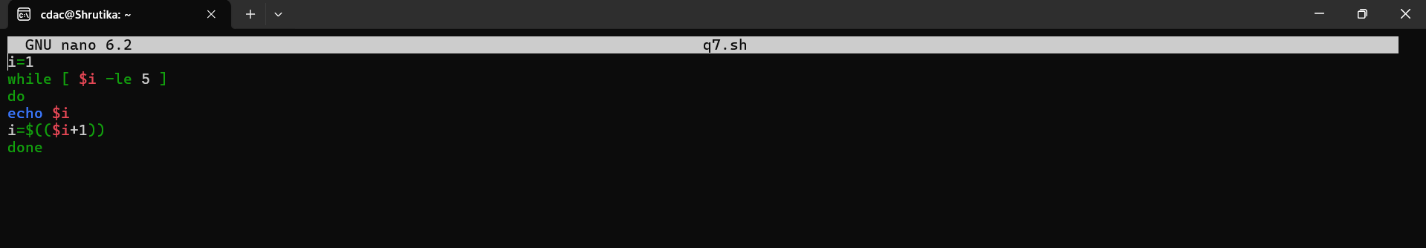 cdac@Shrutika: ~
GNU nano 6.2 q7.sh
i=1
while [ $i -le 5 ]
do
echo $i
i=$(($i+1))
done